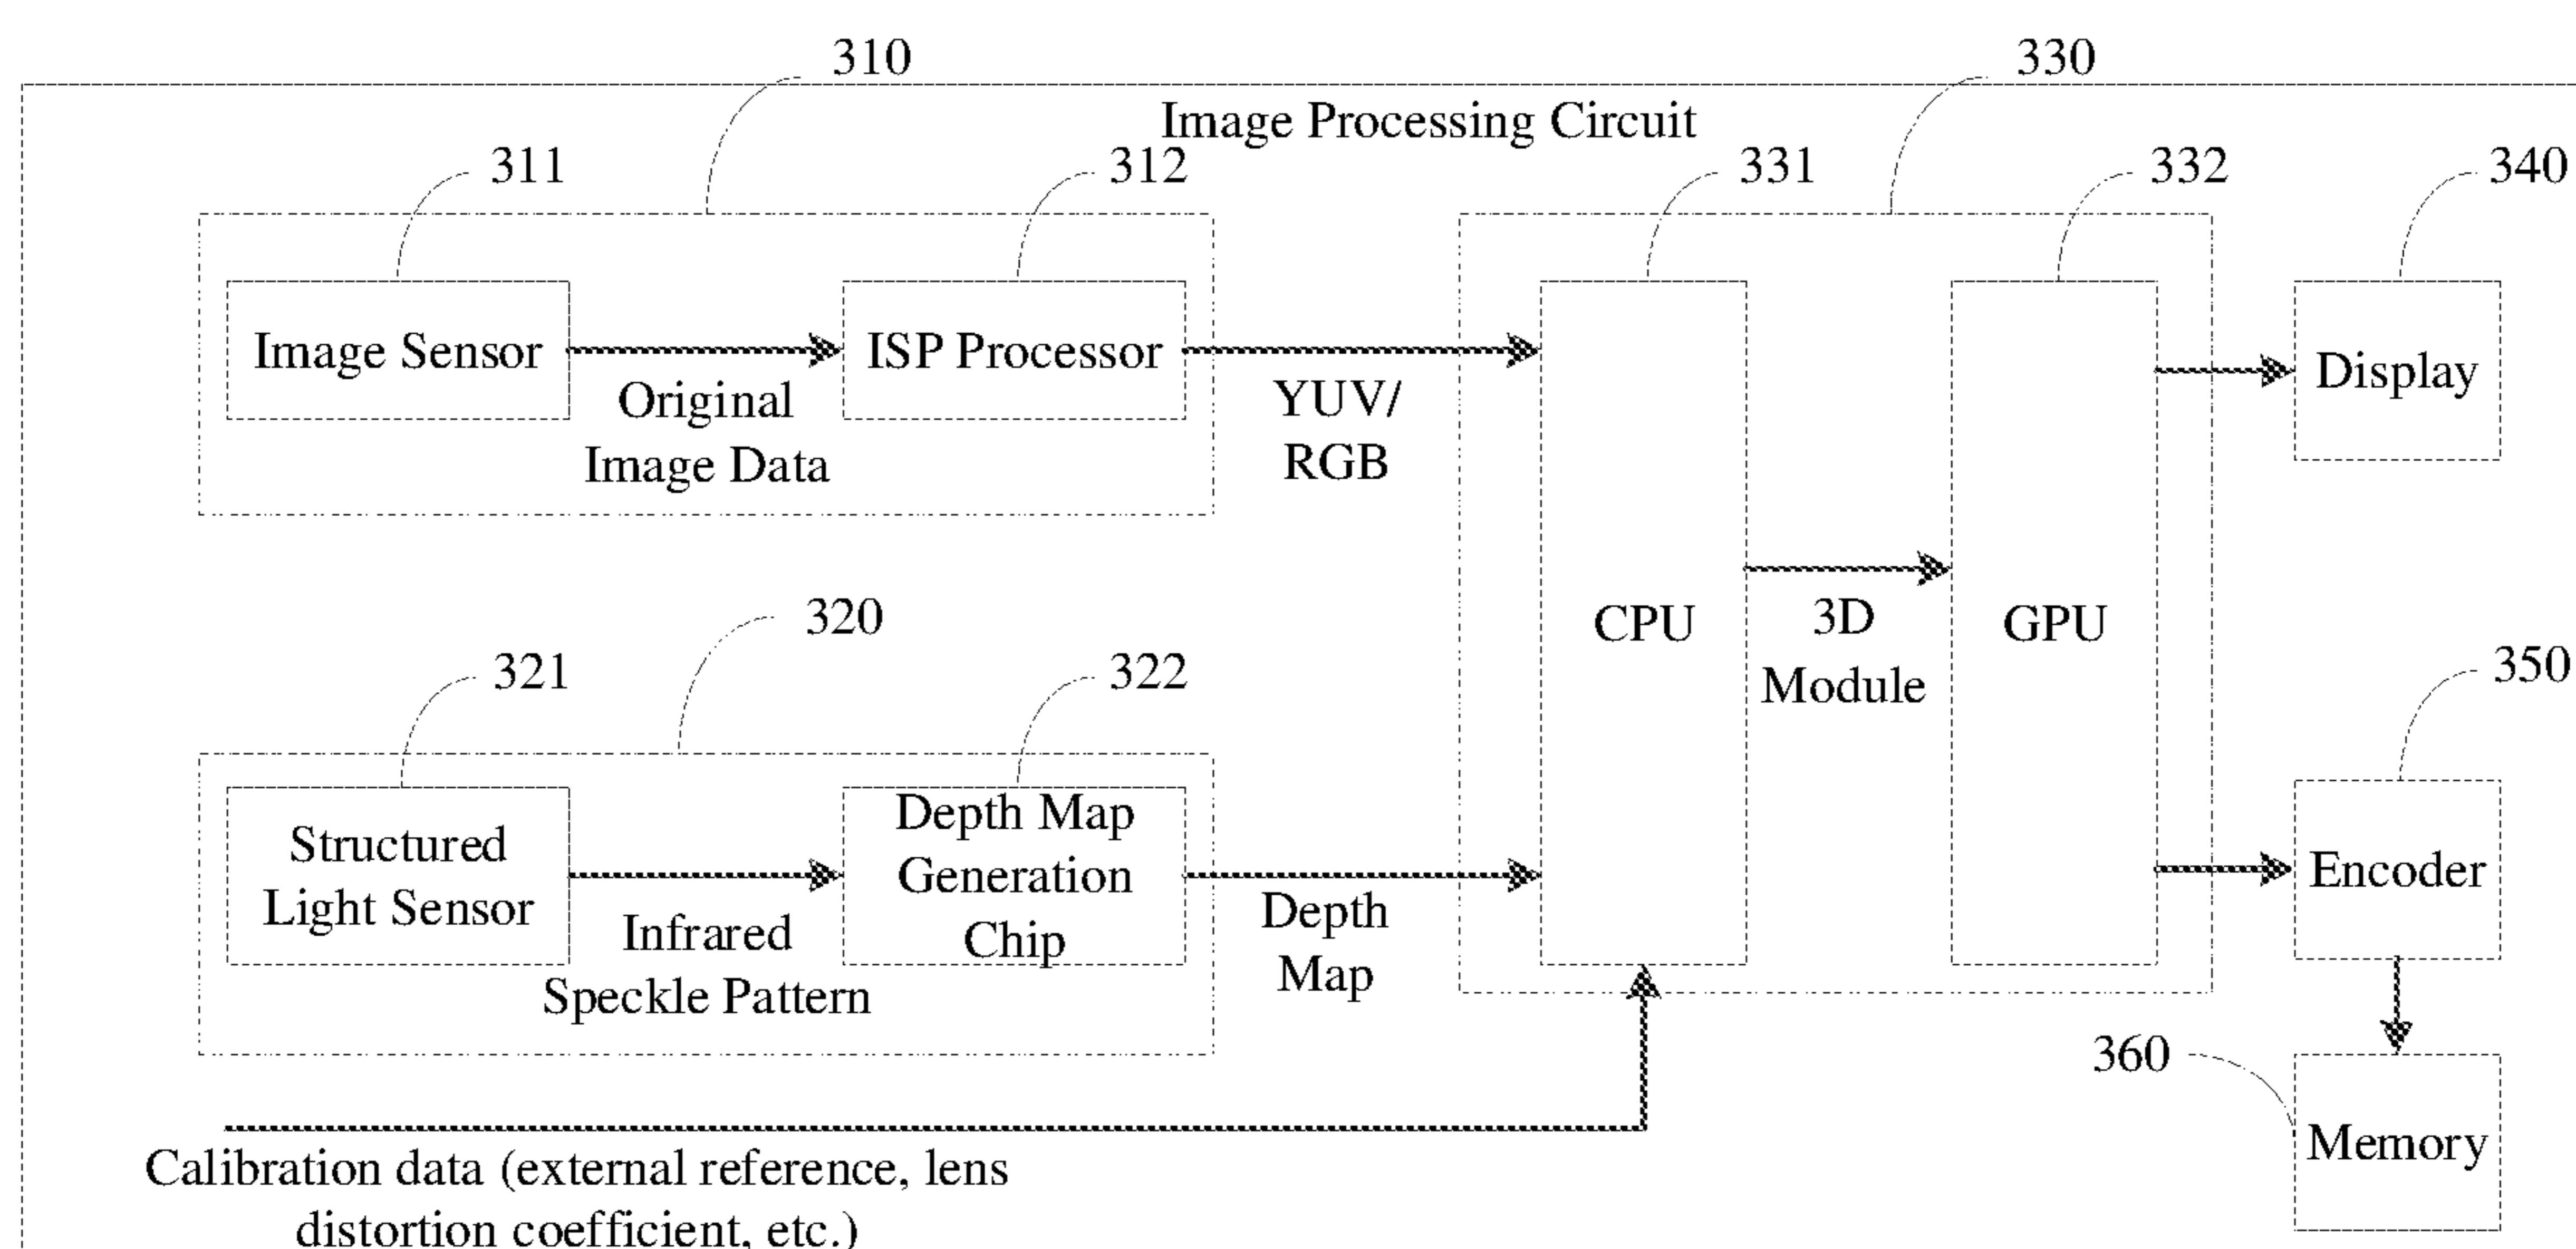 310
330
Image Processing Circuit
311
312
331
332
340
Image Sensor
Original
Image Data
ISP Processor
YUV/
RGB
Display
320
321
322
CPU
3D
Module
GPU
350
Structured
Light Sensor
Infrared
Speckle Pattern
Depth Map
Generation
Chip
Depth
Map
Encoder
360
Memory
Calibration data (external reference, lens
distortion coefficient, etc.)